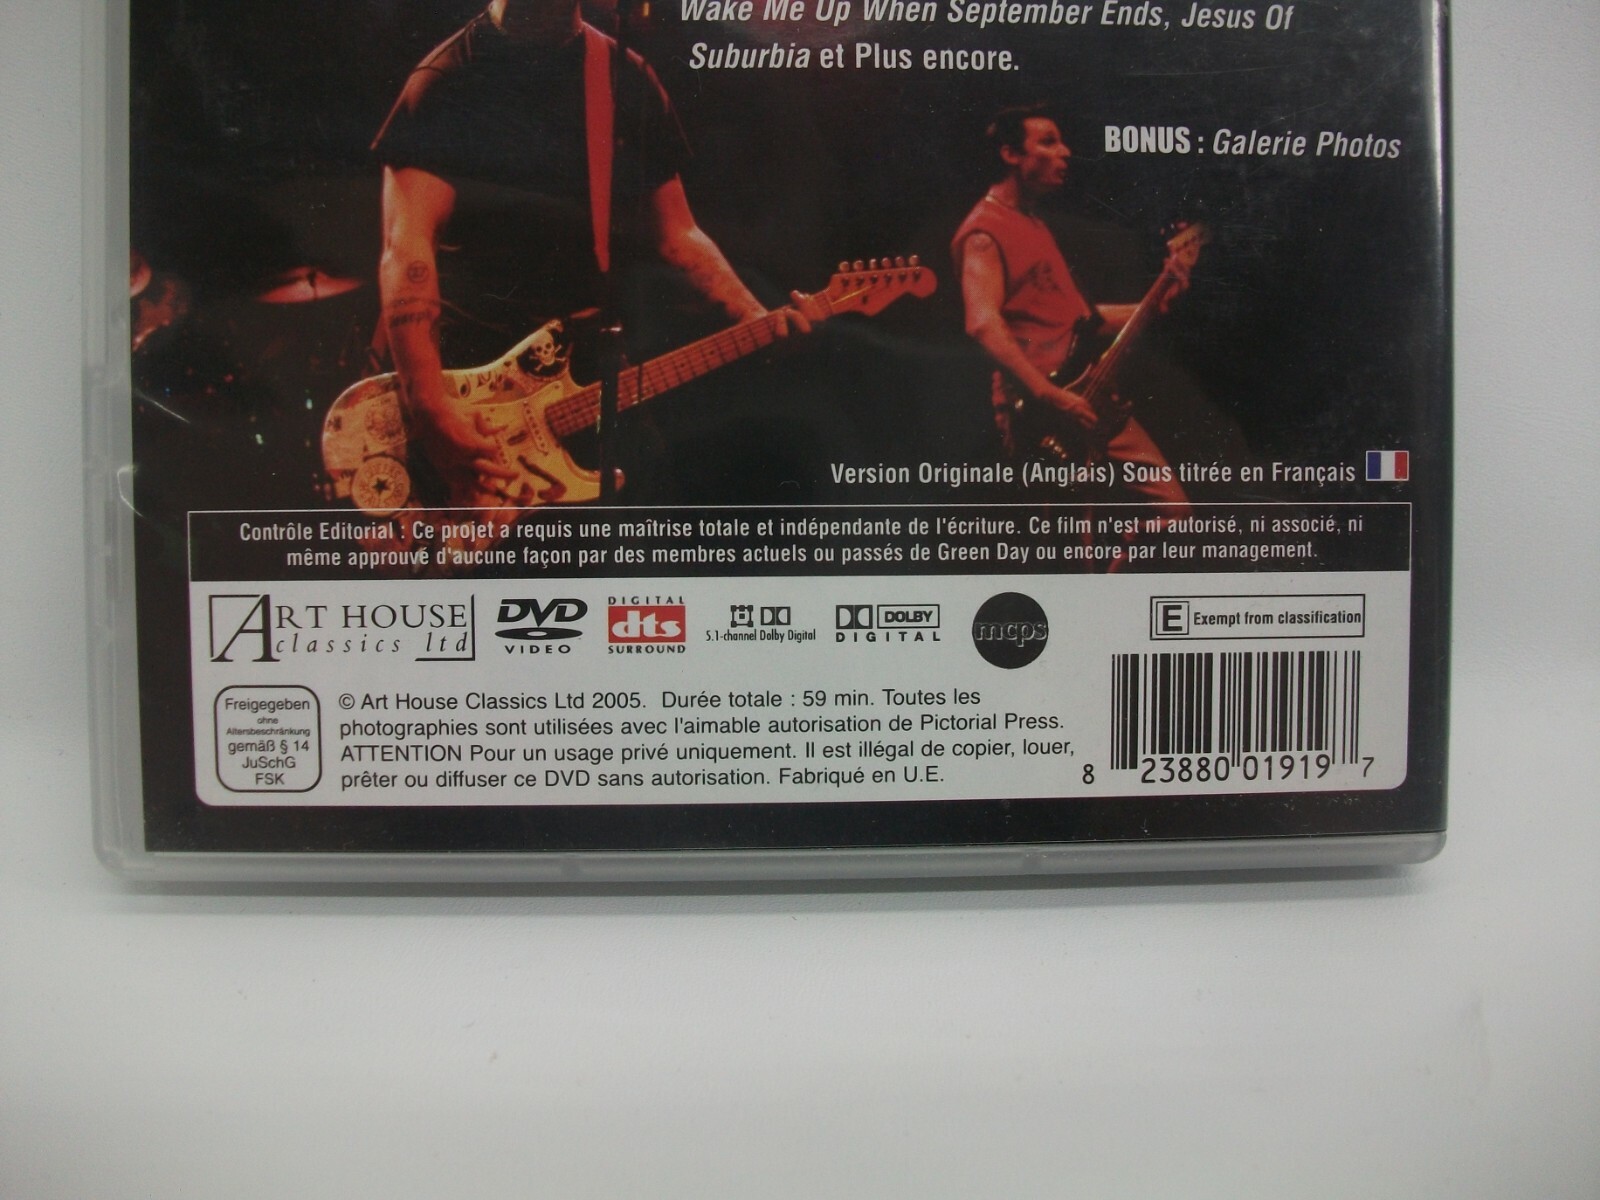 Wake Me Up When September Ends, Jesus Of
Suburbia et Plus encore.
BONUS : Galerie Photos
Version Originale (Anglais) Sous titrée en Français
Contrôle Editorial : Ce projet a requis une maîtrise totale et indépendante de l'écriture. Ce film n'est ni autorisé, ni associé, ni
même approuvé d'aucune façon par des membres actuels ou passés de Green Day ou encore par leur management.
ART HOUSE
classics ltd
DVD
VIDEO
DIGITAL
dts
SURROUND
5.1-channel Dolby Digital
DOLBY
DIGITAL
mcps
E Exempt from classification
Freigegeben
ohne
Altersbeschränkung
gemäß § 14
JuSchG
FSK
© Art House Classics Ltd 2005. Durée totale : 59 min. Toutes les
photographies sont utilisées avec l'aimable autorisation de Pictorial Press.
ATTENTION Pour un usage privé uniquement. Il est illégal de copier, louer,
prêter ou diffuser ce DVD sans autorisation. Fabriqué en U.E.
8 23880 01919 7